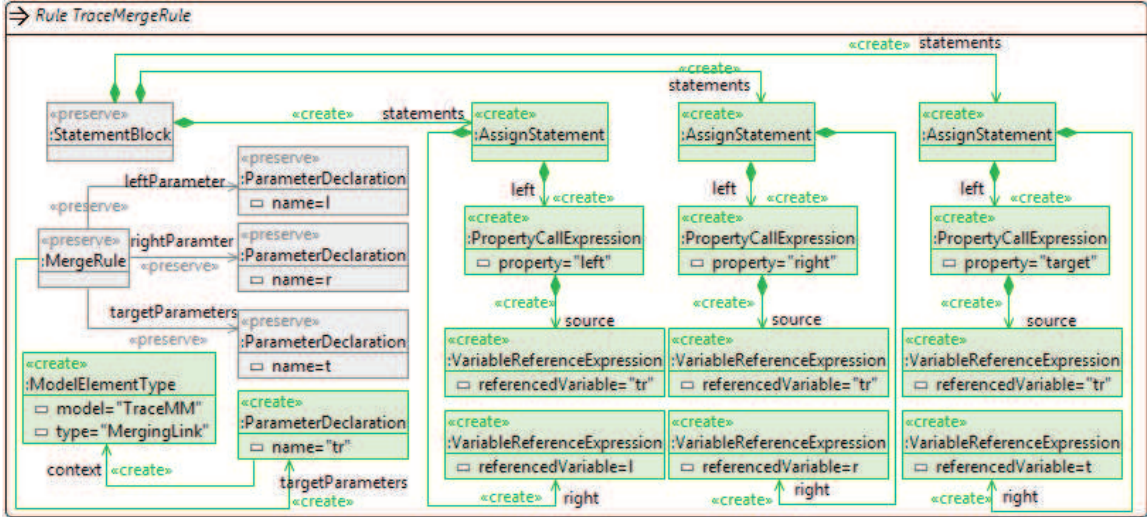 Rule TraceMergeRule
«create» statements
«create»
statements
«create» statements
«preserve»
:StatementBlock
«create»
:AssignStatement
«create»
:AssignStatement
«create»
:AssignStatement
leftParameter
«preserve»
«preserve»
:ParameterDeclaration
name=l
«preserve»
:MergeRule
rightParamter
«preserve»
«preserve»
:ParameterDeclaration
name=r
targetParameters
«preserve»
«preserve»
:ParameterDeclaration
name=t
left
«create»
left
«create»
left
«create»
«create»
:PropertyCallExpression
property="left"
«create»
:PropertyCallExpression
property="right"
«create»
:PropertyCallExpression
property="target"
«create»
source
«create»
source
«create»
source
«create»
:VariableReferenceExpression
referencedVariable="tr"
«create»
:VariableReferenceExpression
referencedVariable="tr"
«create»
:VariableReferenceExpression
referencedVariable="tr"
«create»
:ModelElementType
model="TraceMM"
type="MergingLink"
«create»
:ParameterDeclaration
name="tr"
context «create»
targetParameters
«create»
«create»
:VariableReferenceExpression
referencedVariable=l
«create»
:VariableReferenceExpression
referencedVariable=r
«create»
:VariableReferenceExpression
referencedVariable=t
«create»
right
«create»
right
«create»
right